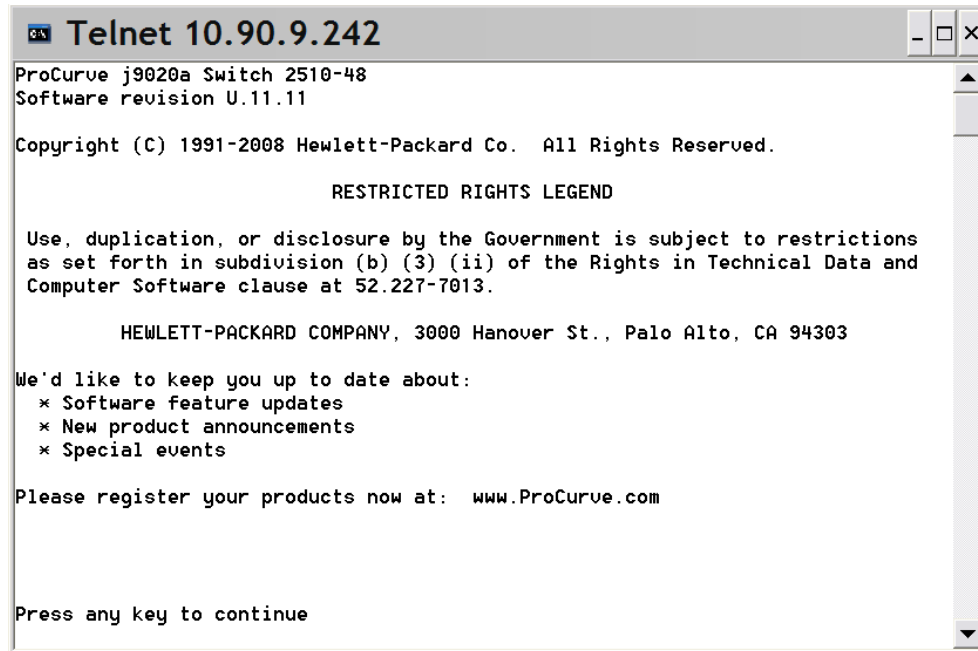 Telnet 10.90.9.242
ProCurve j9020a Switch 2510-48
Software revision U.11.11
Copyright (C) 1991-2008 Hewlett-Packard Co.  All Rights Reserved.
RESTRICTED RIGHTS LEGEND
Use, duplication, or disclosure by the Government is subject to restrictions
as set forth in subdivision (b) (3) (ii) of the Rights in Technical Data and
Computer Software clause at 52.227-7013.
HEWLETT-PACKARD COMPANY, 3000 Hanover St., Palo Alto, CA 94303
We'd like to keep you up to date about:
* Software feature updates
* New product announcements
* Special events
Please register your products now at:  www.ProCurve.com
Press any key to continue